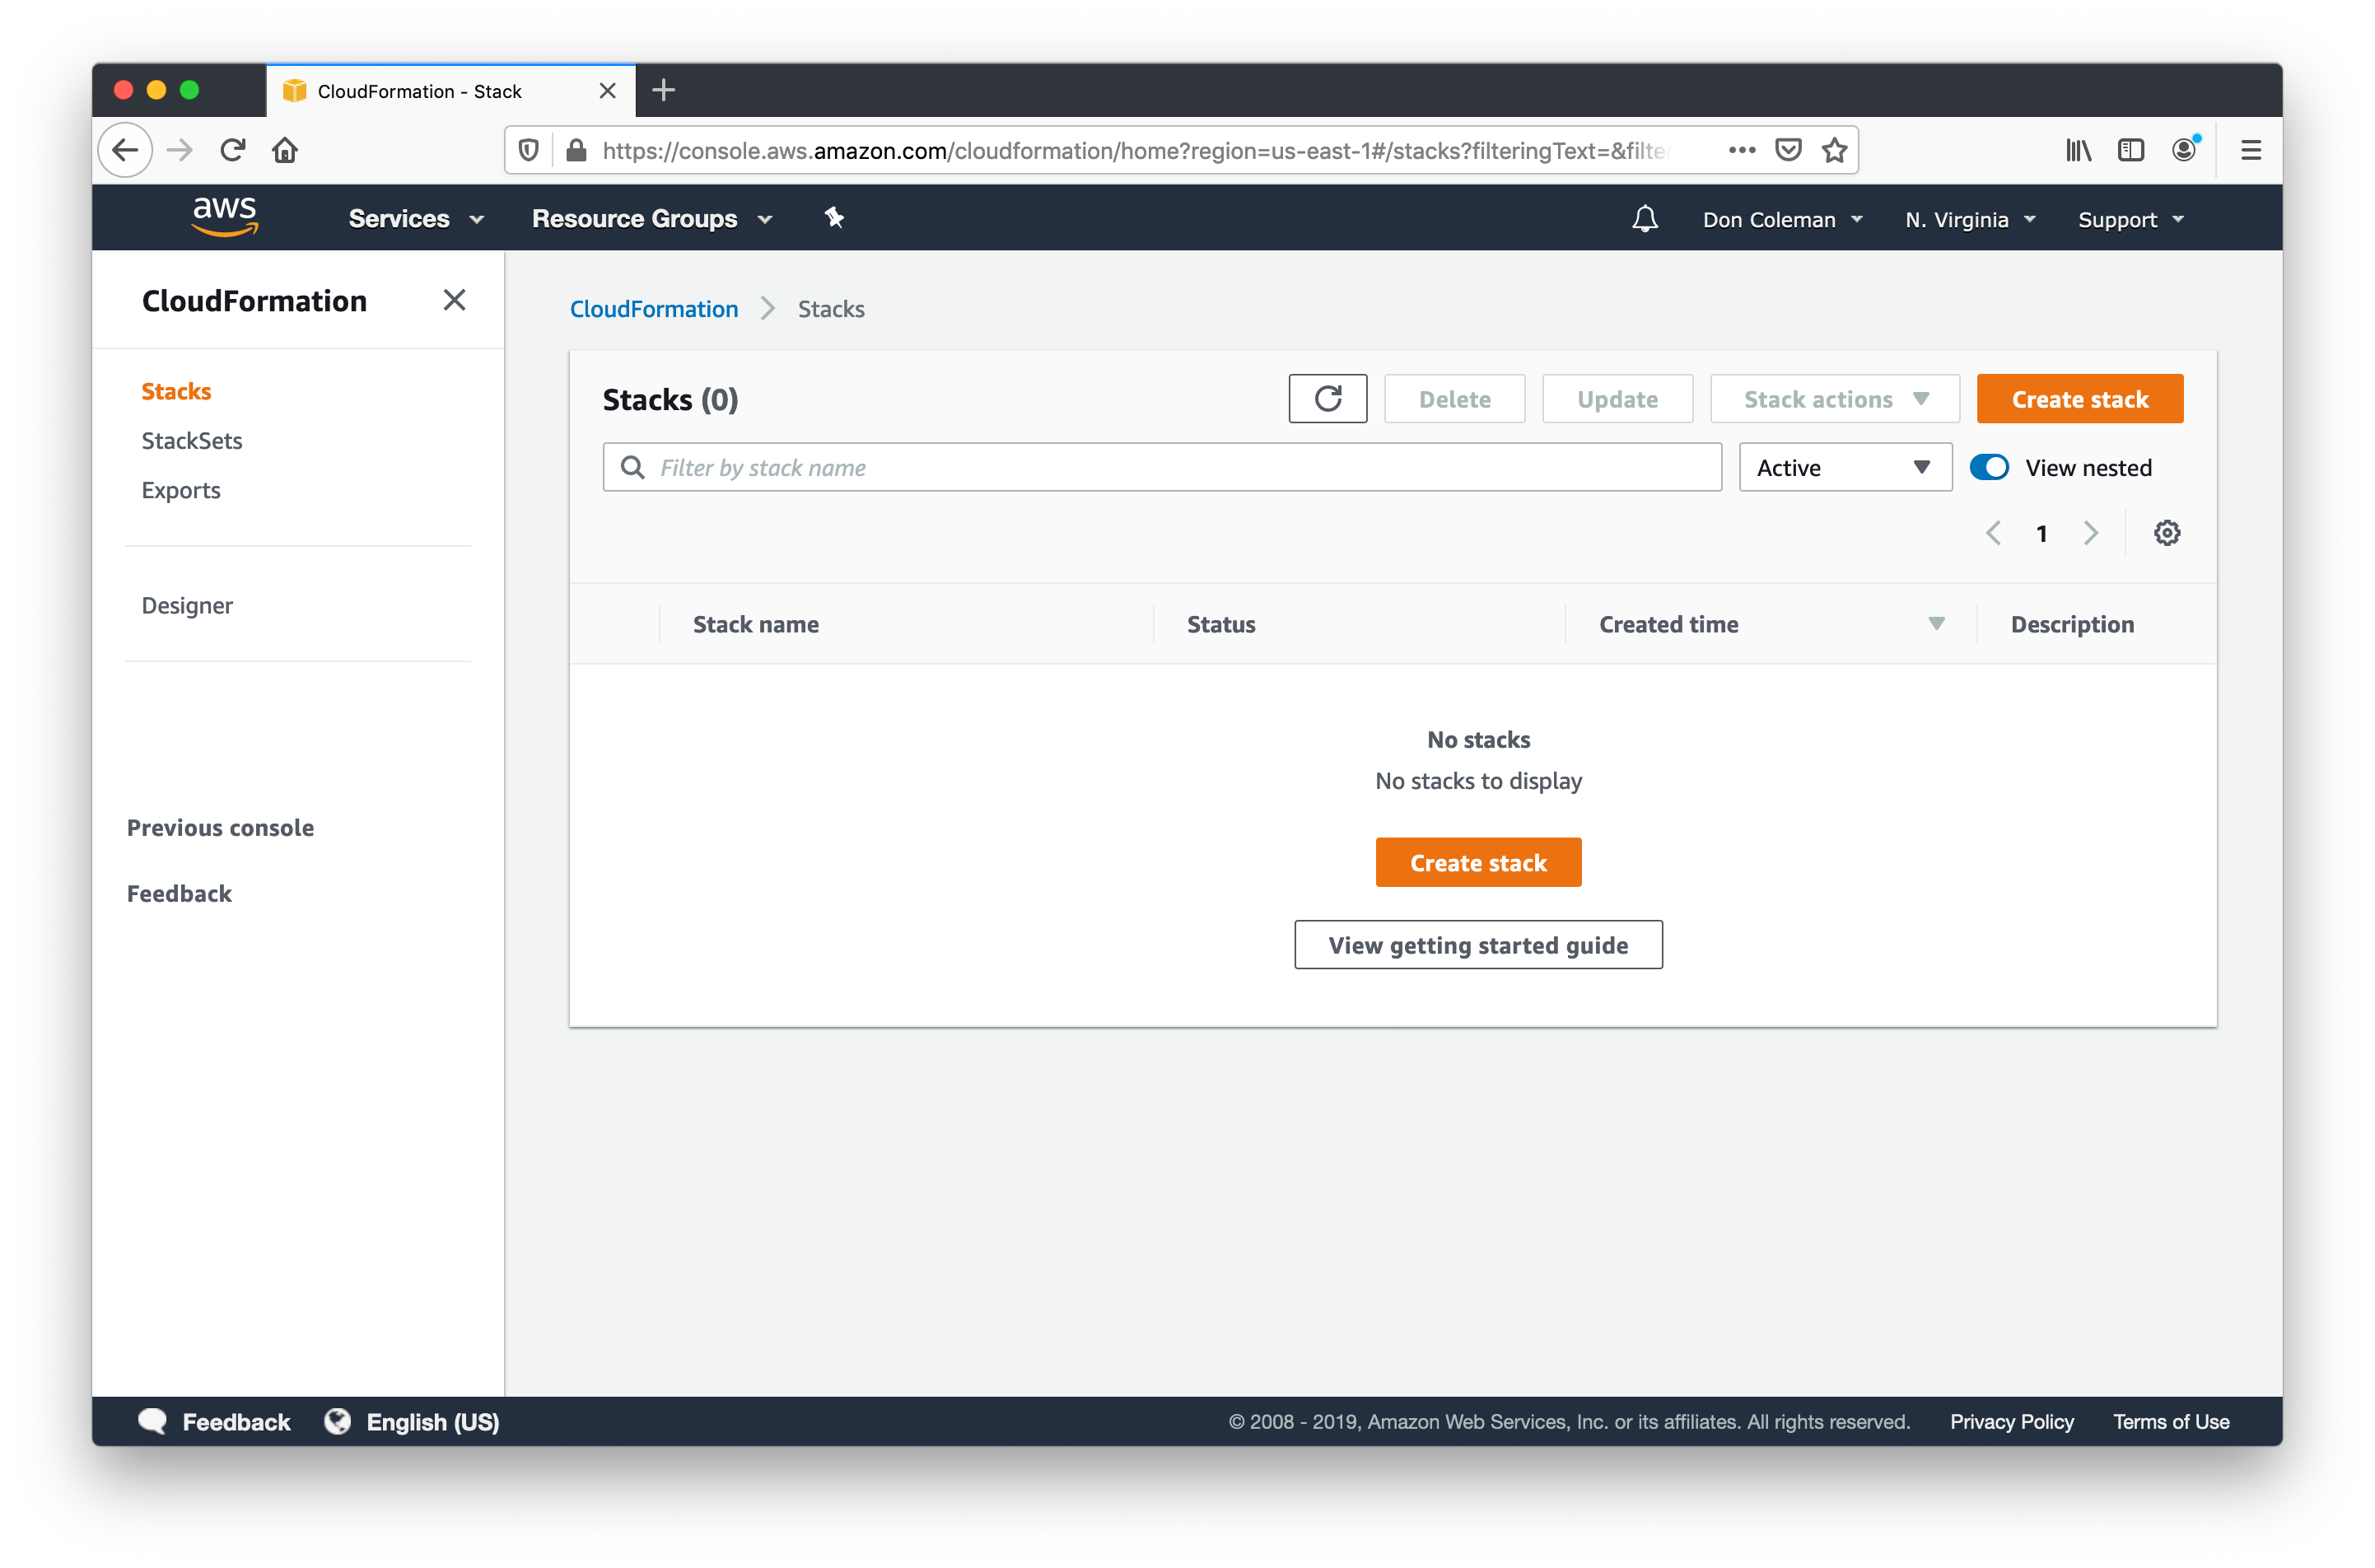 CloudFormation - Stack
https://console.aws.amazon.com/cloudformation/home?region=us-east-1#/stacks?filteringText=&filte
aws Services Resource Groups Don Coleman N. Virginia Support
CloudFormation
Stacks
StackSets
Exports
Designer
Previous console
Feedback
CloudFormation Stacks
Stacks (0) Delete Update Stack actions Create stack
Filter by stack name Active View nested
1
Stack name Status Created time Description
No stacks
No stacks to display
Create stack
View getting started guide
Feedback English (US) © 2008 - 2019, Amazon Web Services, Inc. or its affiliates. All rights reserved. Privacy Policy Terms of Use